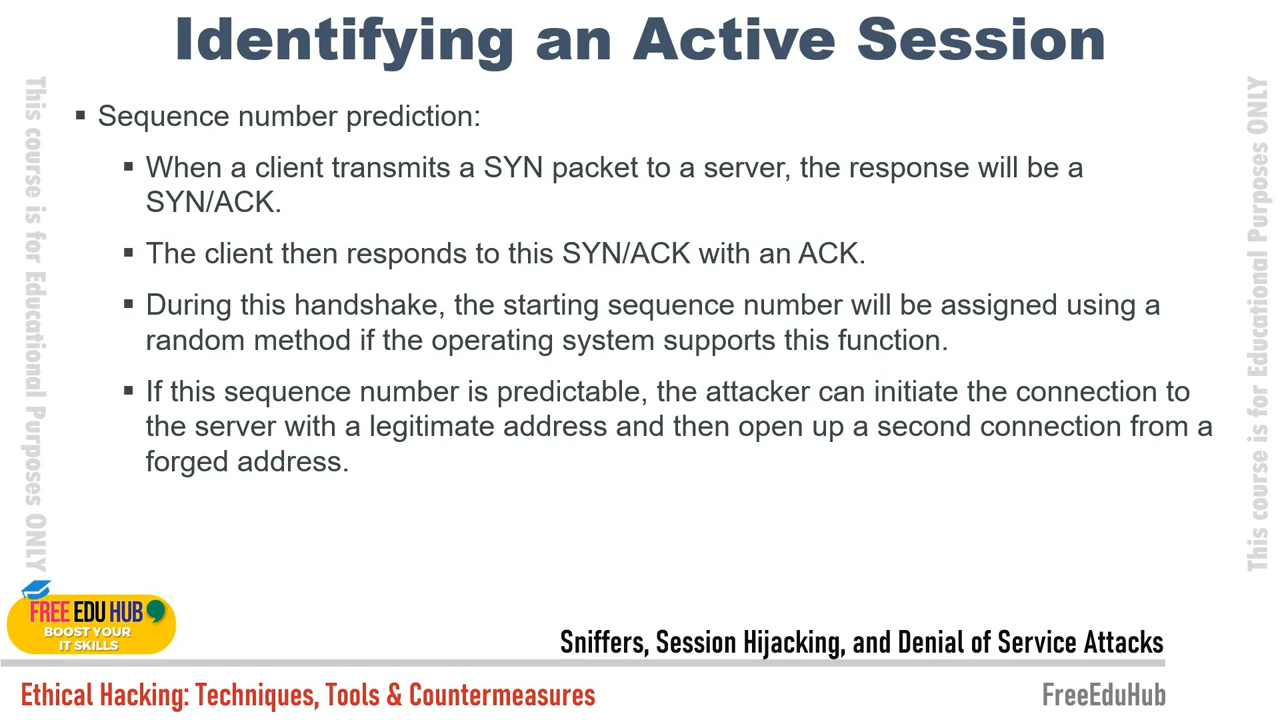 Identifying an Active Session
▪ Sequence number prediction:
▪ When a client transmits a SYN packet to a server, the response will be a
SYN/ACK.
▪ The client then responds to this SYN/ACK with an ACK.
▪ During this handshake, the starting sequence number will be assigned using a
random method if the operating system supports this function.
▪ If this sequence number is predictable, the attacker can initiate the connection to
the server with a legitimate address and then open up a second connection from a
forged address.
This course is for Educational Purposes ONLY
This course is for Educational Purposes ONLY
FREE EDU HUB
BOOST YOUR
IT SKILLS
Sniffers, Session Hijacking, and Denial of Service Attacks
Ethical Hacking: Techniques, Tools & Countermeasures
FreeEduHub